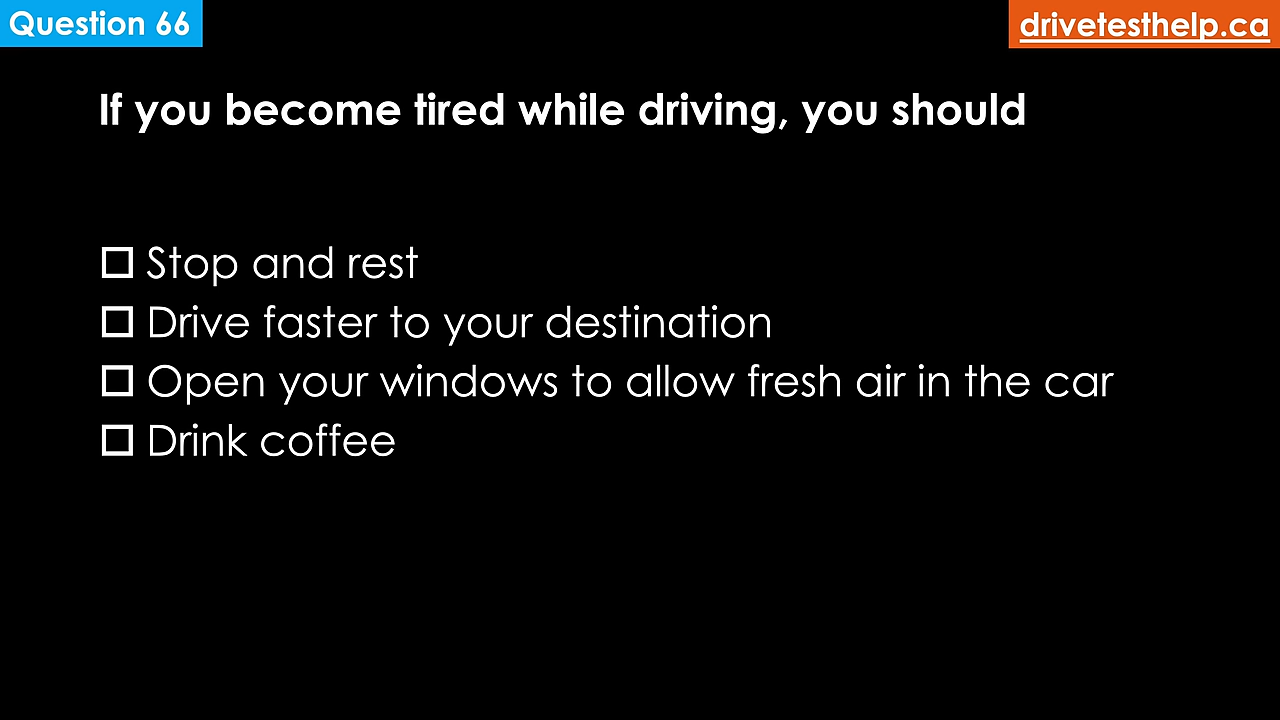 Question 66
drivetesthelp.ca
If you become tired while driving, you should
Stop and rest
Drive faster to your destination
Open your windows to allow fresh air in the car
Drink coffee